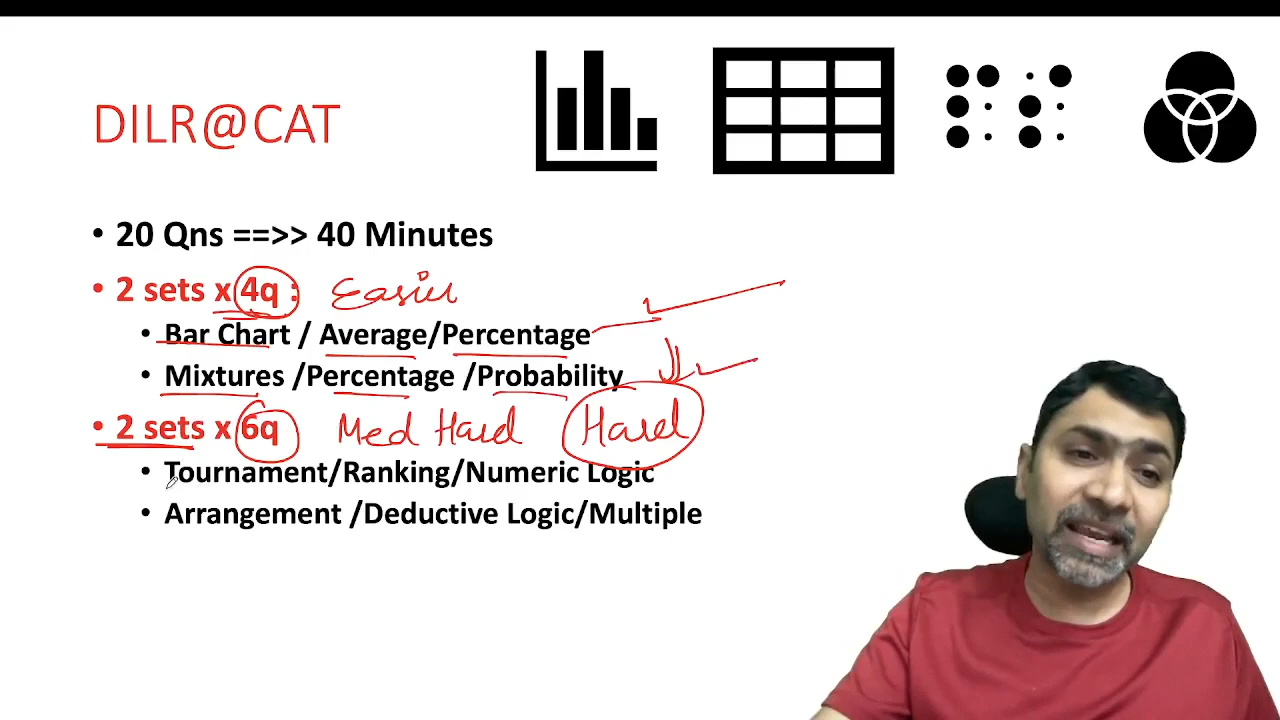 DILR@CAT
• 20 Qns ==>> 40 Minutes
• 2 sets x 4q : Easier
• Bar Chart / Average/Percentage
• Mixtures /Percentage /Probability
• 2 sets x 6q Med Hard Hard
• Tournament/Ranking/Numeric Logic
• Arrangement /Deductive Logic/Multiple